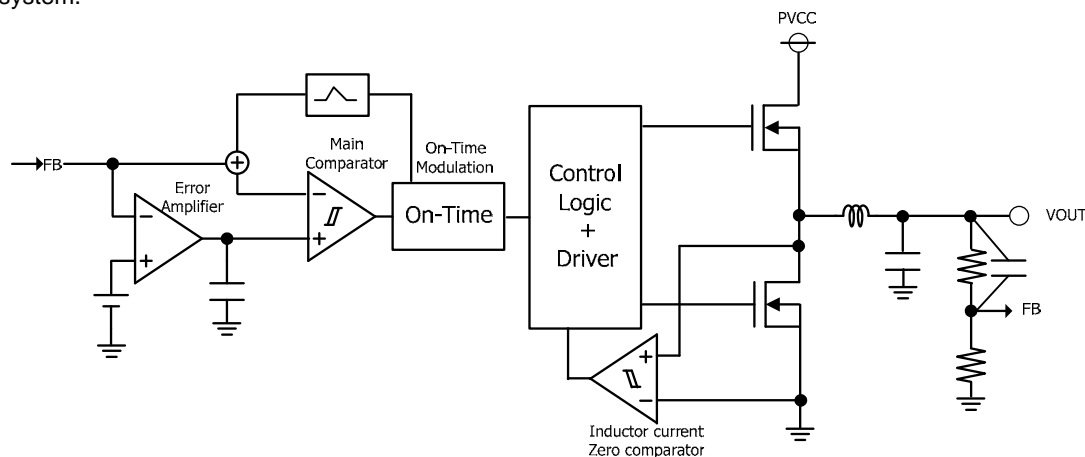 system.
PVCC
FB
+
Main
Comparator
On-Time
Modulation
Error
Amplifier
−
+
−
+
On-Time
Control
Logic
+
Driver
VOUT
FB
+
−
Inductor current
Zero comparator